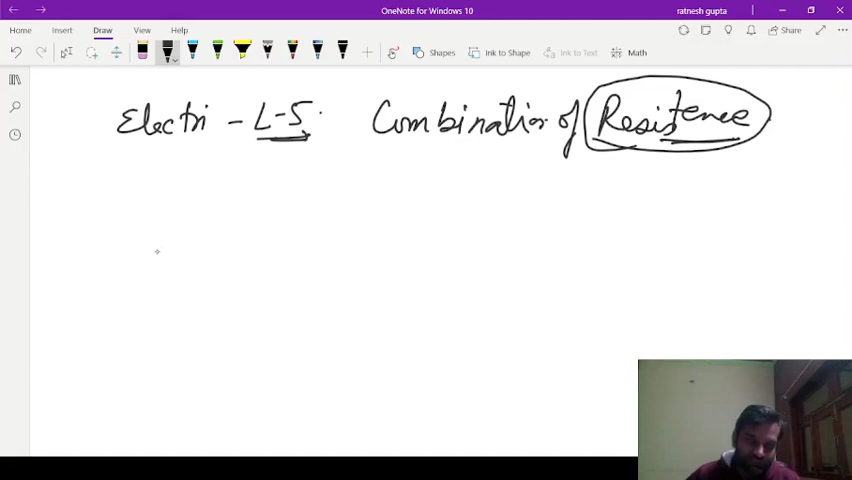 OneNote for Windows 10
ratnesh gupta
Home Insert Draw View Help
Share
Shapes Ink to Shape Ink to Text Math
Electri - L-5. Combination of Resistence